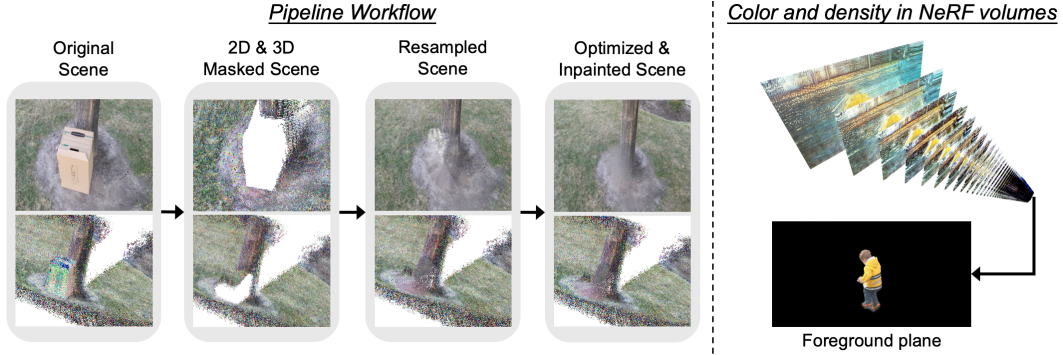 Pipeline Workflow
Color and density in NeRF volumes
Original
Scene
2D & 3D
Masked Scene
Resampled
Scene
Optimized &
Inpainted Scene
Foreground plane